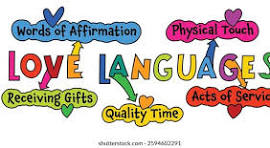 Words of Affirmation
Physical Touch
LOVE LANGUAGES
Receiving Gifts
Quality Time
Acts of Servic
shutterstock.com · 2594602291